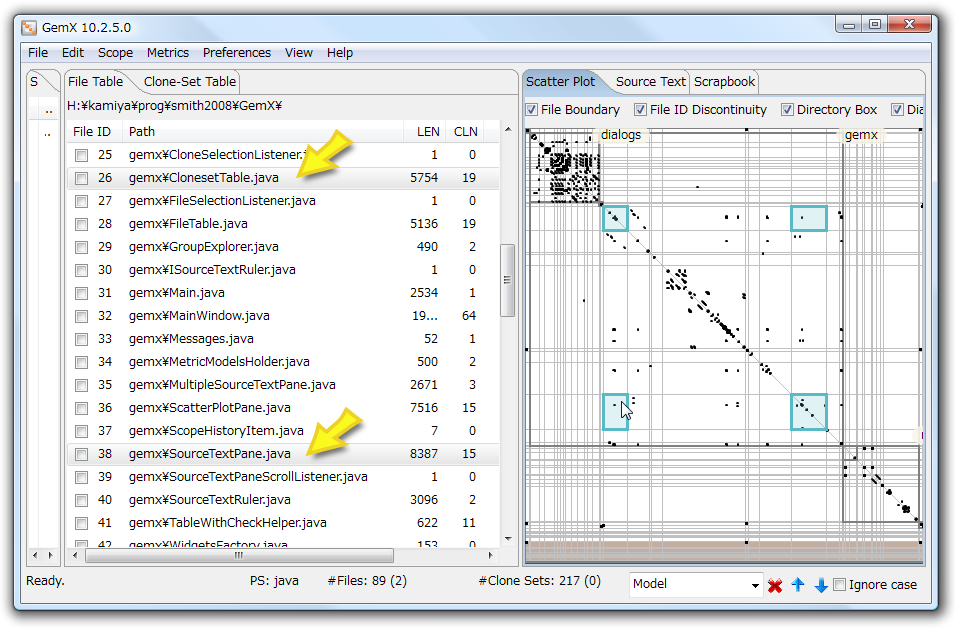 GemX 10.2.5.0
File Edit Scope Metrics Preferences View Help
S File Table Clone-Set Table Scatter Plot Source Text Scrapbook
.. H:¥kamiya¥prog¥smith2008¥GemX¥ File Boundary File ID Discontinuity Directory Box Dia
.. File ID Path LEN CLN dialogs gemx
25 gemx¥CloneSelectionListener.j 1 0
26 gemx¥ClonesetTable.java 5754 19
27 gemx¥FileSelectionListener.java 1 0
28 gemx¥FileTable.java 5136 19
29 gemx¥GroupExplorer.java 490 2
30 gemx¥ISourceTextRuler.java 1 0
31 gemx¥Main.java 2534 1
32 gemx¥MainWindow.java 19... 64
33 gemx¥Messages.java 52 1
34 gemx¥MetricModelsHolder.java 500 2
35 gemx¥MultipleSourceTextPane.java 2671 3
36 gemx¥ScatterPlotPane.java 7516 15
37 gemx¥ScopeHistoryItem.java 7 0
38 gemx¥SourceTextPane.java 8387 15
39 gemx¥SourceTextPaneScrollListener.java 1 0
40 gemx¥SourceTextRuler.java 3096 2
41 gemx¥TableWithCheckHelper.java 622 11
42 gemx¥WidgetsFactory.java 153 0
Ready. PS: java #Files: 89 (2) #Clone Sets: 217 (0) Model Ignore case